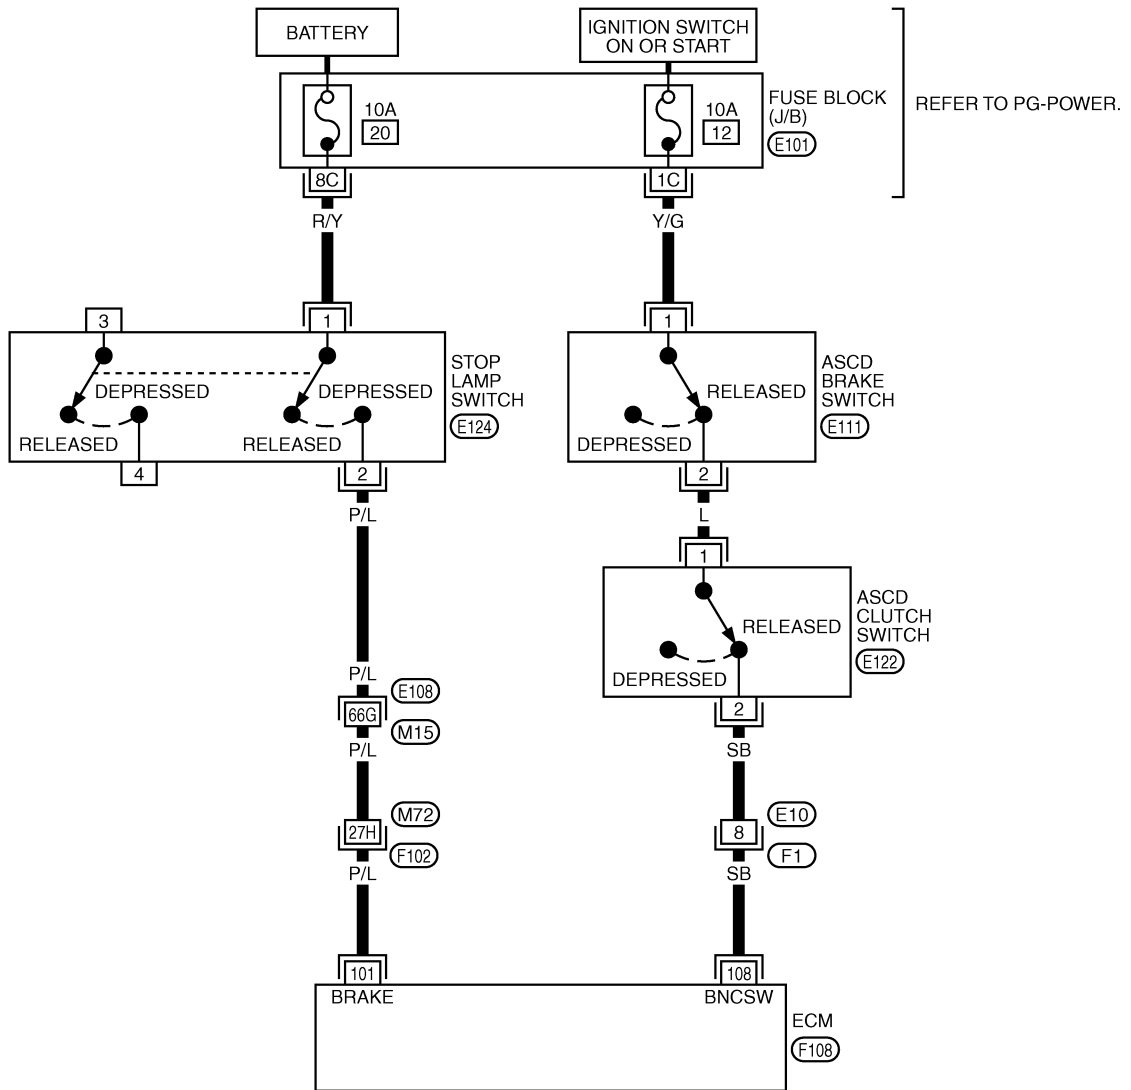 BATTERY
IGNITION SWITCH
ON OR START
10A
20
10A
12
FUSE BLOCK
(J/B)
E101
REFER TO PG-POWER.
8C
1C
R/Y
Y/G
3
1
1
DEPRESSED
DEPRESSED
RELEASED
RELEASED
STOP
LAMP
SWITCH
E124
RELEASED
DEPRESSED
ASCD
BRAKE
SWITCH
E111
4
2
2
P/L
L
1
RELEASED
DEPRESSED
ASCD
CLUTCH
SWITCH
E122
P/L
E108
66G
M15
P/L
2
SB
M72
27H
F102
P/L
E10
8
F1
SB
101
108
BRAKE
BNCSW
ECM
F108